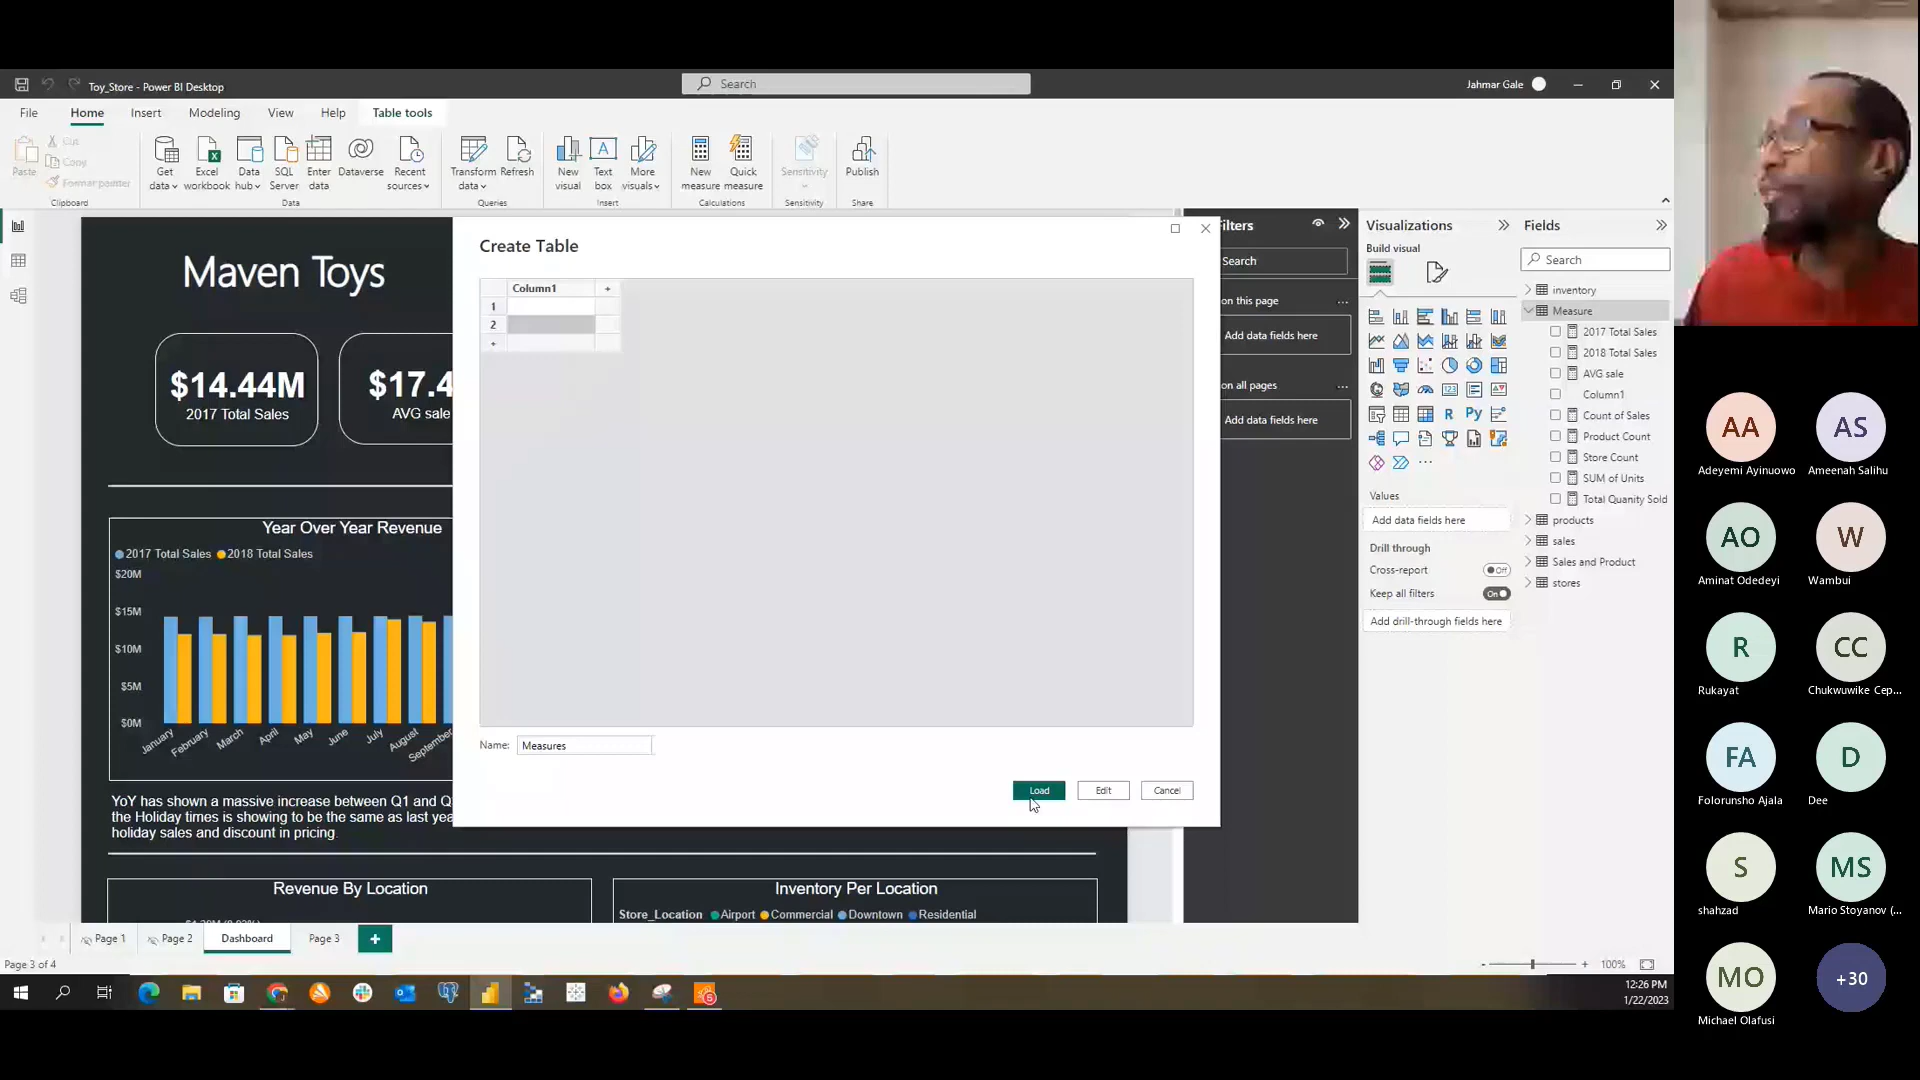 Toy_Store - Power BI Desktop
Search
Jahmar Gale
File
Home
Insert
Modeling
View
Help
Table tools
Paste
Cut
Copy
Format painter
Clipboard
Get data
Excel workbook
Data hub
SQL Server
Enter data
Dataverse
Recent sources
Data
Transform data
Refresh
Queries
New visual
Text box
More visuals
Insert
New measure
Quick measure
Calculations
Sensitivity
Sensitivity
Publish
Share
Maven Toys
$14.44M
2017 Total Sales
$17.4
AVG sale
Year Over Year Revenue
2017 Total Sales
2018 Total Sales
$20M
$15M
$10M
$5M
$0M
January
February
March
April
May
June
July
August
September
YoY has shown a massive increase between Q1 and Q
the Holiday times is showing to be the same as last yea
holiday sales and discount in pricing.
Revenue By Location
Inventory Per Location
Store_Location Airport Commercial Downtown Residential
Create Table
Column1 +
1
2
+
Name: Measures
Load
Edit
Cancel
ilters
Search
on this page ...
Add data fields here
on all pages ...
Add data fields here
Visualizations
Build visual
R
Py
123
...
Values
Add data fields here
Drill through
Cross-report
Off
Keep all filters
On
Add drill-through fields here
Fields
Search
inventory
Measure
2017 Total Sales
2018 Total Sales
AVG sale
Column1
Count of Sales
Product Count
Store Count
SUM of Units
Total Quanity Sold
products
sales
Sales and Product
stores
Page 1
Page 2
Dashboard
Page 3
+
Page 3 of 4
- + 100%
12:26 PM
1/22/2023
AA
Adeyemi Ayinuowo
AS
Ameenah Salihu
AO
Aminat Odedeyi
W
Wambui
R
Rukayat
CC
Chukwuwike Cep...
FA
Folorunsho Ajala
D
Dee
S
shahzad
MS
Mario Stoyanov (...
MO
Michael Olafusi
+30